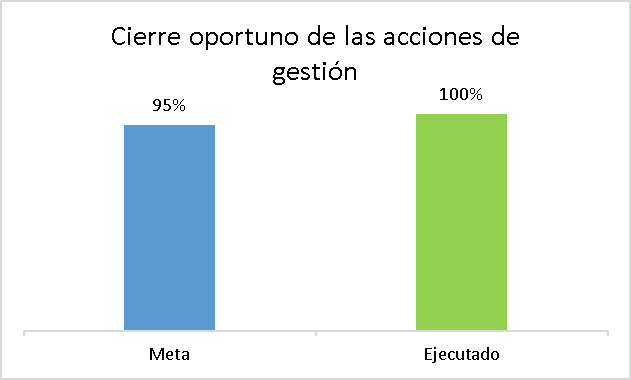 Cierre oportuno de las acciones de
gestión
95%
100%
Meta
Ejecutado